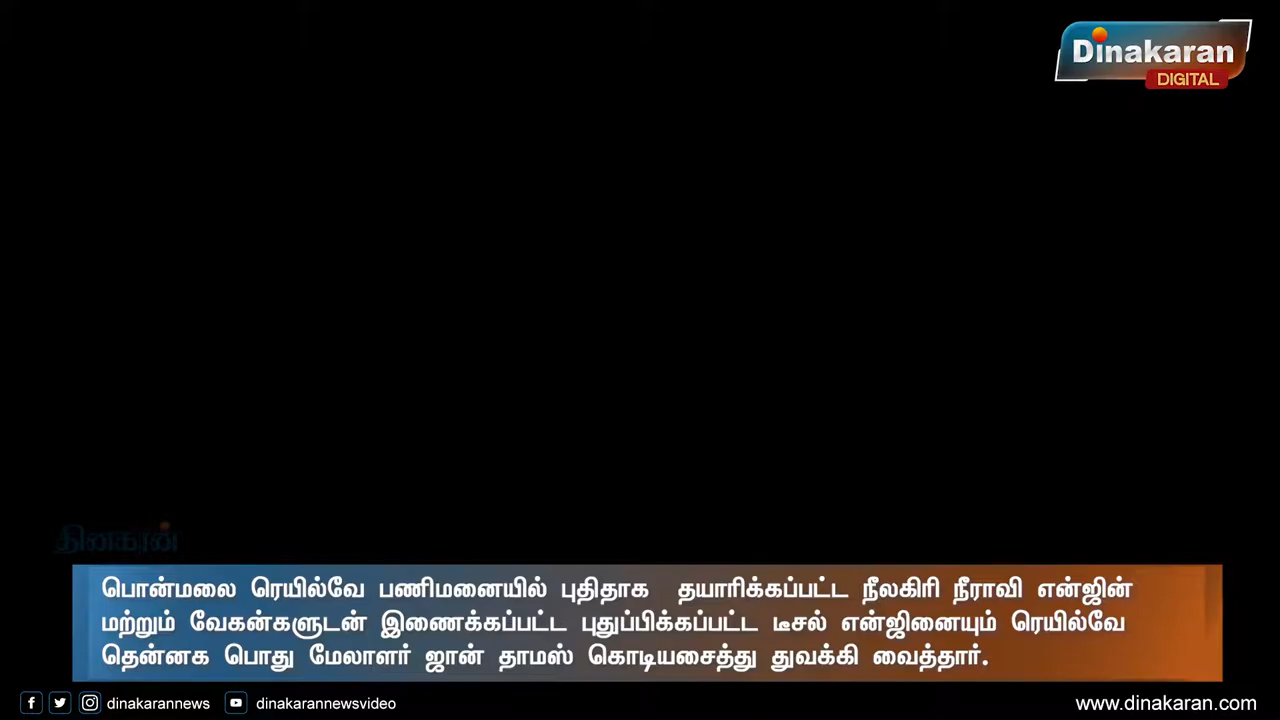 Dinakaran
DIGITAL
தினகரன்
பொன்மலை ரெயில்வே பணிமனையில் புதிதாக தயாரிக்கப்பட்ட நீலகிரி நீராவி என்ஜின்
மற்றும் வேகன்களுடன் இணைக்கப்பட்ட புதுப்பிக்கப்பட்ட டீசல் என்ஜினையும் ரெயில்வே
தென்னக பொது மேலாளர் ஜான் தாமஸ் கொடியசைத்து துவக்கி வைத்தார்.
dinakarannews dinakarannewsvideo www.dinakaran.com